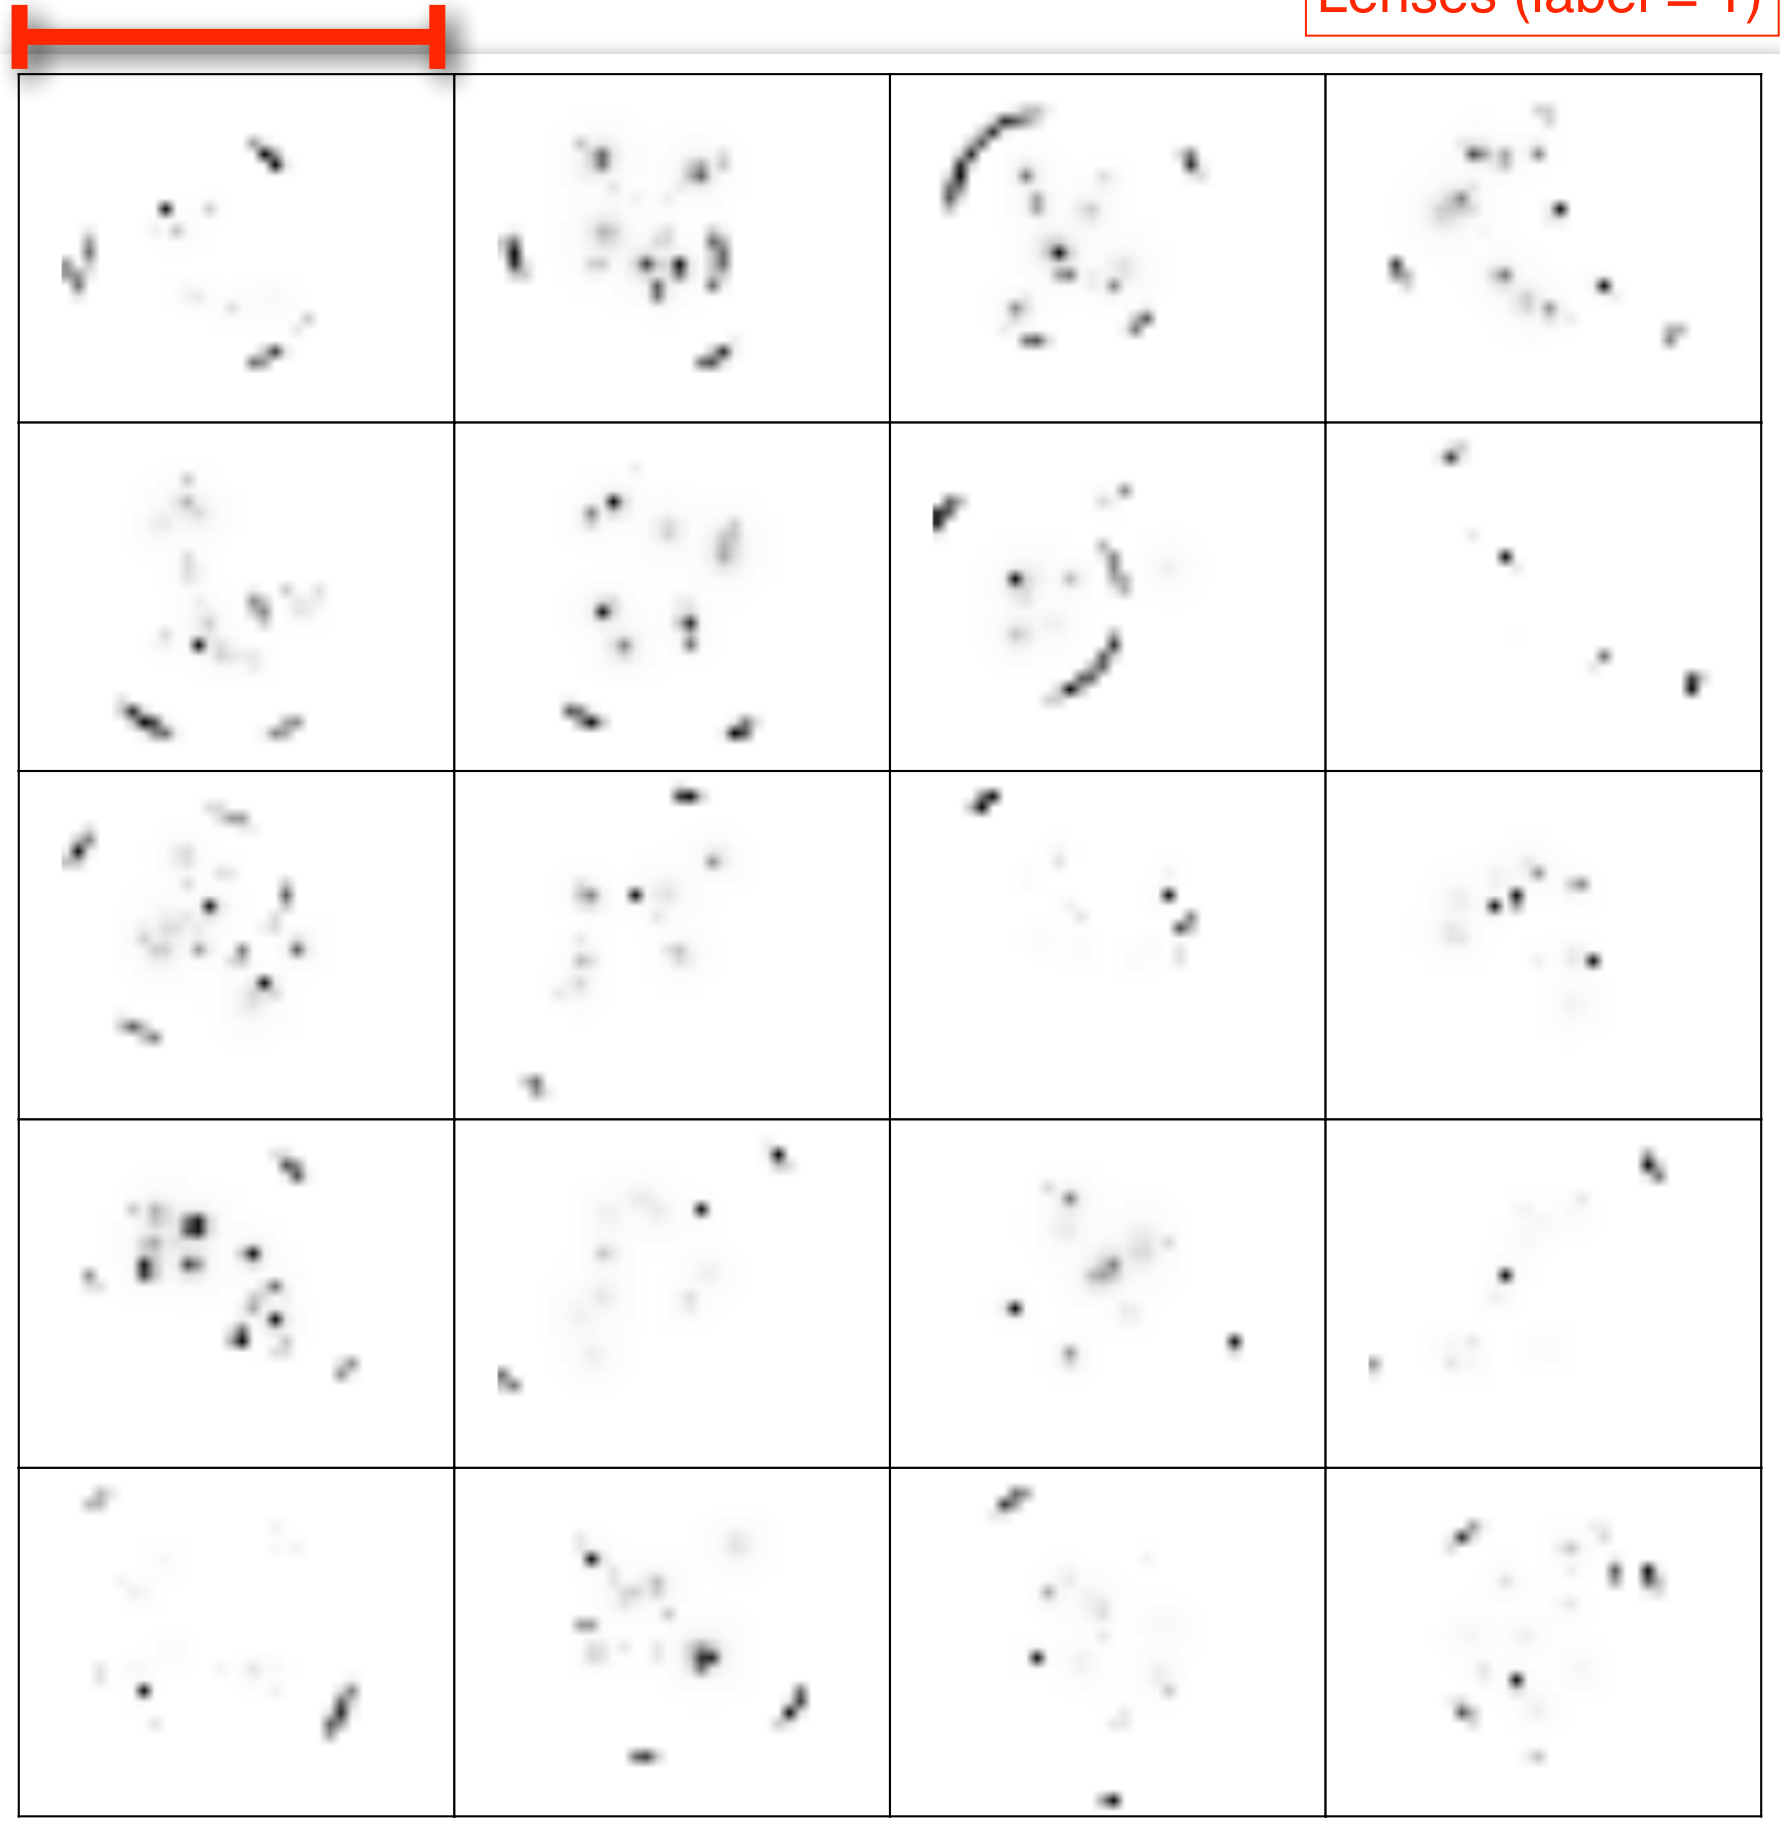 Lenses (label = 1)